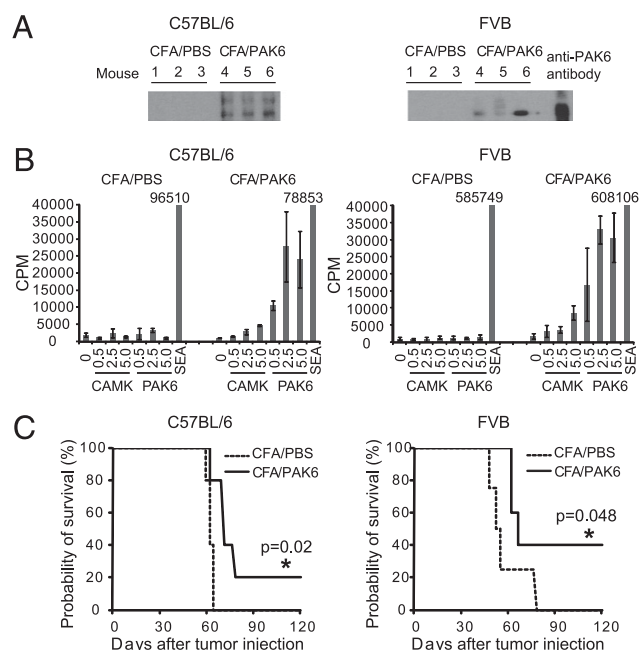 A
C57BL/6
FVB
CFA/PBS CFA/PAK6
CFA/PBS CFA/PAK6 anti-PAK6
Mouse 1 2 3 4 5 6
1 2 3 4 5 6 antibody
B
C57BL/6
FVB
CFA/PBS CFA/PAK6
CFA/PBS CFA/PAK6
96510 78853
585749 608106
CPM
40000
35000
30000
25000
20000
15000
10000
5000
0
0 0.5 2.5 5.0 0.5 2.5 5.0 SEA 0 0.5 2.5 5.0 0.5 2.5 5.0 SEA
CAMK PAK6 CAMK PAK6
CPM
40000
35000
30000
25000
20000
15000
10000
5000
0
0 0.5 2.5 5.0 0.5 2.5 5.0 SEA 0 0.5 2.5 5.0 0.5 2.5 5.0 SEA
CAMK PAK6 CAMK PAK6
C
C57BL/6
Probability of survival (%)
100
80
60
40
20
0
CFA/PBS
CFA/PAK6
p=0.02
*
0 30 60 90 120
Days after tumor injection
FVB
Probability of survival (%)
100
80
60
40
20
0
CFA/PBS
CFA/PAK6
p=0.048
*
0 30 60 90 120
Days after tumor injection